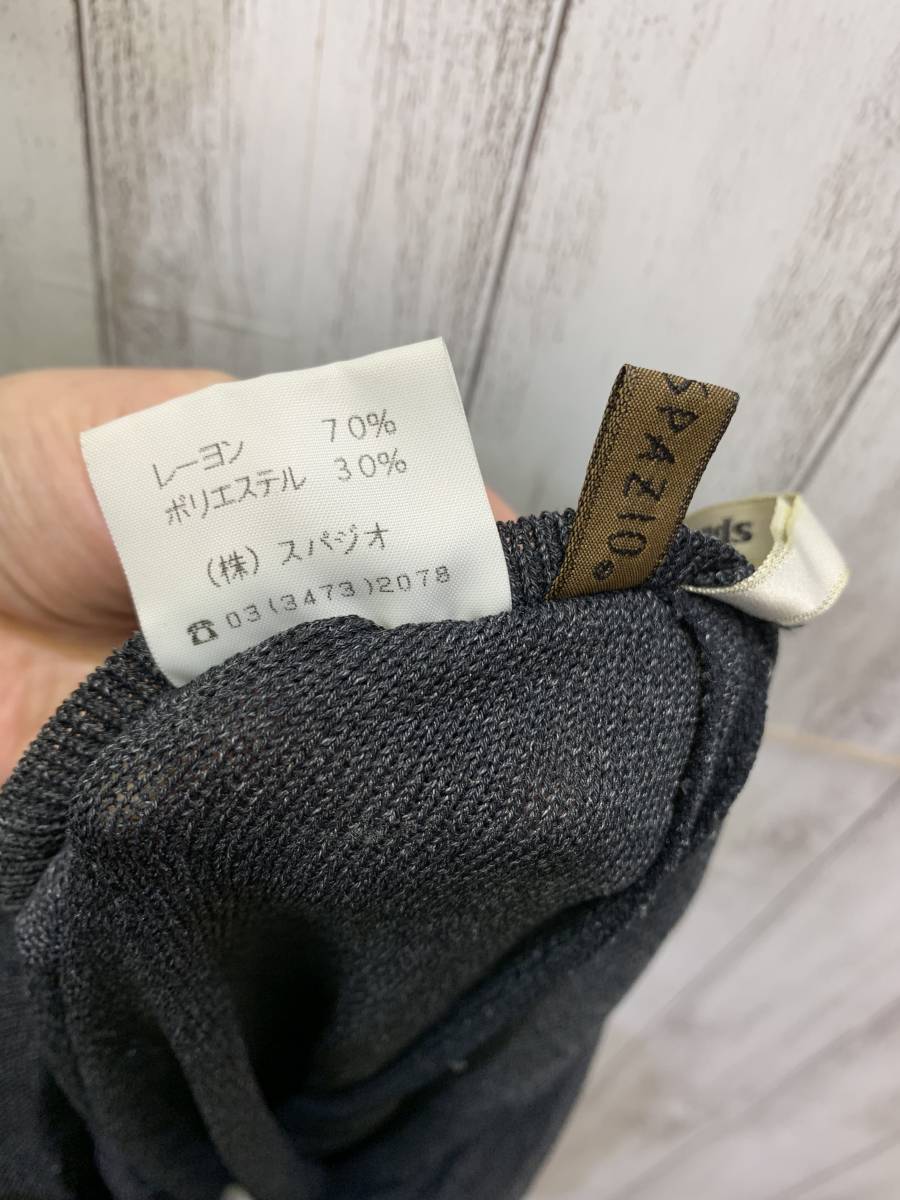 レーヨン 70%
ポリエステル 30%
(株) スパジオ
☎ 03(3473)2078
SPAZIO